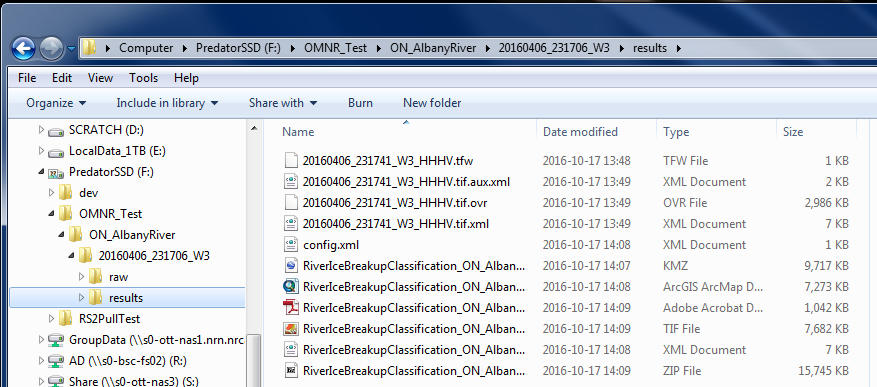 Computer PredatorSSD (F:) OMNR_Test ON_AlbanyRiver 20160406_231706_W3 results
File Edit View Tools Help
Organize Include in library Share with Burn New folder
SCRATCH (D:)
LocalData_1TB (E:)
PredatorSSD (F:)
dev
OMNR_Test
ON_AlbanyRiver
20160406_231706_W3
raw
results
RS2PullTest
GroupData (\\s0-ott-nas1.nrn.nrc
AD (\\s0-bsc-fs02) (R:)
Share (\\s0-ott-nas3) (S:)
Name Date modified Type Size
20160406_231741_W3_HHHV.tfw 2016-10-17 13:48 TFW File 1 KB
20160406_231741_W3_HHHV.tif.aux.xml 2016-10-17 13:49 XML Document 2 KB
20160406_231741_W3_HHHV.tif.ovr 2016-10-17 13:49 OVR File 2,986 KB
20160406_231741_W3_HHHV.tif.xml 2016-10-17 13:49 XML Document 7 KB
config.xml 2016-10-17 14:08 XML Document 1 KB
RiverIceBreakupClassification_ON_Alban... 2016-10-17 14:07 KMZ 9,717 KB
RiverIceBreakupClassification_ON_Alban... 2016-10-17 14:08 ArcGIS ArcMap D... 7,273 KB
RiverIceBreakupClassification_ON_Alban... 2016-10-17 14:09 Adobe Acrobat D... 1,042 KB
RiverIceBreakupClassification_ON_Alban... 2016-10-17 14:09 TIF File 7,682 KB
RiverIceBreakupClassification_ON_Alban... 2016-10-17 14:08 XML Document 7 KB
RiverIceBreakupClassification_ON_Alban... 2016-10-17 14:09 ZIP File 15,745 KB